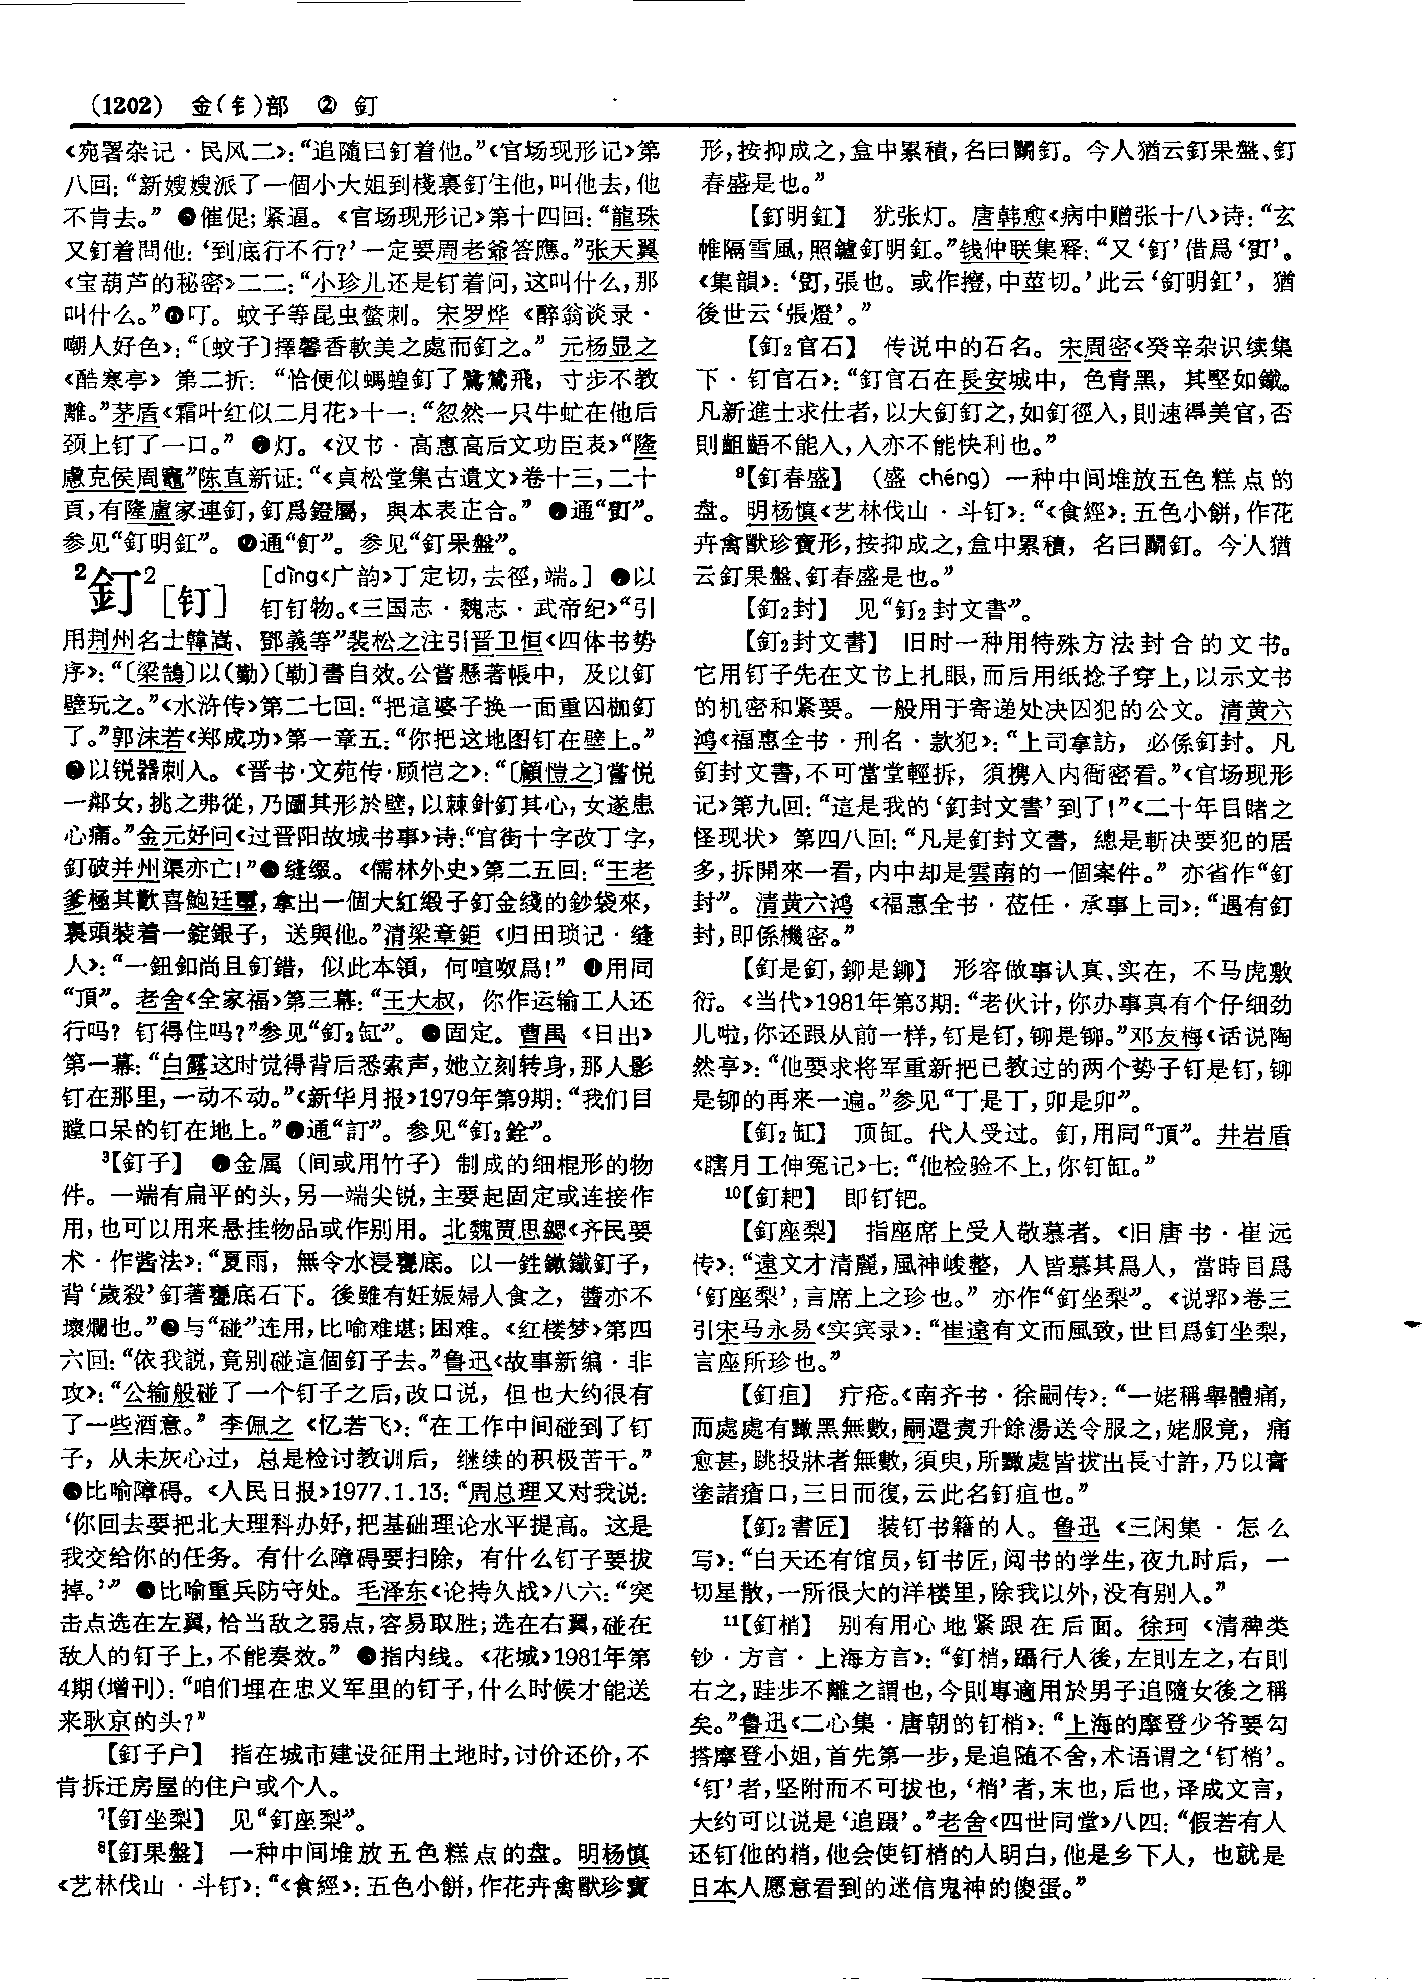 (1202) 金(钅)部 ② 釘
《宛署杂记·民风二》：“追隨曰釘着他。”《官场现形记》第
八回：“新嫂嫂派了一個小大姐到棧裏釘住他，叫他去，他
不肯去。” 催促；紧逼。《官场现形记》第十四回：“龍珠
又釘着問他：‘到底行不行？’一定要周老爺答應。”张天翼
《宝葫芦的秘密》二二：“小珍儿还是钉着问，这叫什么，那
叫什么。”叮。蚊子等昆虫螫刺。宋罗烨《醉翁谈录·
嘲人好色》：“〔蚊子〕擇馨香軟美之處而釘之。” 元杨显之
《酷寒亭》第二折：“恰便似螞蝗釘了鷺鷥飛，寸步不教
離。”茅盾《霜叶红似二月花》十一：“忽然一只牛虻在他后
颈上钉了一口。” 灯。《汉书·高惠高后文功臣表》“隆
慮克侯周竈”陈直新证：“《貞松堂集古遺文》卷十三，二十
頁，有隆盧家連釘，釘爲鐙屬，與本表正合。” 通“𢫦”。
参见“釘明釭”。 通“飣”。参见“釘果盤”。
²釘²［钉］ ［dìng《广韵》丁定切，去徑，端。］ 以
钉钉物。《三国志·魏志·武帝纪》“引
用荆州名士韓嵩、鄧義等”裴松之注引晋卫恒《四体书势
序》：“〔梁鵠〕以（勤）〔勒〕書自效。公嘗懸著帳中，及以釘
壁玩之。”《水浒传》第二七回：“把這婆子换一面重囚枷釘
了。”郭沫若《郑成功》第一章五：“你把这地图钉在壁上。”
以锐器刺入。《晋书·文苑传·顾恺之》：“〔顧愷之〕嘗悦
一鄰女，挑之弗從，乃圖其形於壁，以棘針釘其心，女遂患
心痛。”金元好问《过晋阳故城书事》诗：“官街十字改丁字，
釘破并州渠亦亡！”缝缀。《儒林外史》第二五回：“王老
爹極其歡喜鮑廷璽，拿出一個大紅缎子釘金綫的鈔袋來，
裏頭装着一錠銀子，送與他。”清梁章鉅《归田琐记·缝
人》：“一鈕釦尚且釘錯，似此本領，何喧呶爲！” 用同
“頂”。老舍《全家福》第三幕：“王大叔，你作运输工人还
行吗？钉得住吗？”参见“釘₂缸”。 固定。曹禺《日出》
第一幕：“白露这时觉得背后悉索声，她立刻转身，那人影
钉在那里，一动不动。”《新华月报》1979年第9期：“我们目
瞠口呆的钉在地上。”通“訂”。参见“釘₂銓”。
³【釘子】 金属（间或用竹子）制成的细棍形的物
件。一端有扁平的头，另一端尖锐，主要起固定或连接作
用，也可以用来悬挂物品或作别用。北魏贾思勰《齐民要
术·作酱法》：“夏雨，無令水浸甕底。以一鉎鏉鐵釘子，
背‘歲殺’釘著甕底石下。後雖有妊娠婦人食之，醬亦不
壞爛也。”与“碰”连用，比喻难堪；困难。《红楼梦》第四
六回：“依我説，竟别碰這個釘子去。”鲁迅《故事新编·非
攻》：“公输般碰了一个钉子之后，改口说，但也大约很有
了一些酒意。” 李佩之《忆若飞》：“在工作中间碰到了钉
子，从未灰心过，总是检讨教训后，继续的积极苦干。”
比喻障碍。《人民日报》1977.1.13：“周总理又对我说：
‘你回去要把北大理科办好，把基础理论水平提高。这是
我交给你的任务。有什么障碍要扫除，有什么钉子要拔
掉。’” 比喻重兵防守处。毛泽东《论持久战》八六：“突
击点选在左翼，恰当敌之弱点，容易取胜；选在右翼，碰在
敌人的钉子上，不能奏效。” 指内线。《花城》1981年第
4期（增刊）：“咱们埋在忠义军里的钉子，什么时候才能送
来耿京的头？”
【釘子户】 指在城市建设征用土地时，讨价还价，不
肯拆迁房屋的住户或个人。
⁷【釘坐梨】 见“釘座梨”。
⁸【釘果盤】 一种中间堆放五色糕点的盘。明杨慎
《艺林伐山·斗钉》：“《食經》：五色小餅，作花卉禽獸珍寶
形，按抑成之，盒中累積，名曰鬭釘。今人猶云釘果盤、釘
春盛是也。”
【釘明釭】 犹张灯。唐韩愈《病中赠张十八》诗：“玄
帷隔雪風，照鑪釘明釭。”钱仲联集释：“又‘釘’借爲‘𢫦’。
《集韻》：‘𢫦，張也。或作㨃，中莖切。’此云‘釘明釭’，猶
後世云‘張燈’。”
【釘₂官石】 传说中的石名。宋周密《癸辛杂识续集
下·钉官石》：“釘官石在長安城中，色青黑，其堅如鐵。
凡新進士求仕者，以大釘釘之，如釘徑入，則速得美官，否
則齟齬不能入，入亦不能快利也。”
⁹【釘春盛】 （盛 chéng）一种中间堆放五色糕点的
盘。明杨慎《艺林伐山·斗钉》：“《食經》：五色小餅，作花
卉禽獸珍寶形，按抑成之，盒中累積，名曰鬭釘。今人猶
云釘果盤、釘春盛是也。”
【釘₂封】 见“釘₂封文書”。
【釘₂封文書】 旧时一种用特殊方法封合的文书。
它用钉子先在文书上扎眼，而后用纸捻子穿上，以示文书
的机密和紧要。一般用于寄递处决囚犯的公文。清黄六
鸿《福惠全书·刑名·款犯》：“上司拿訪，必係釘封。凡
釘封文書，不可當堂輕拆，須携入内衙密看。”《官场现形
记》第九回：“這是我的‘釘封文書’到了！”《二十年目睹之
怪现状》第四八回：“凡是釘封文書，總是斬决要犯的居
多，拆開來一看，内中却是雲南的一個案件。” 亦省作“釘
封”。清黄六鸿《福惠全书·莅任·承事上司》：“遇有釘
封，即係機密。”
【釘是釘，鉚是鉚】 形容做事认真、实在，不马虎敷
衍。《当代》1981年第3期：“老伙计，你办事真有个仔细劲
儿啦，你还跟从前一样，钉是钉，铆是铆。”邓友梅《话说陶
然亭》：“他要求将军重新把已教过的两个势子钉是钉，铆
是铆的再来一遍。”参见“丁是丁，卯是卯”。
【釘₂缸】 顶缸。代人受过。釘，用同“頂”。井岩盾
《瞎月工伸冤记》七：“他检验不上，你钉缸。”
¹⁰【釘耙】 即钉钯。
【釘座梨】 指座席上受人敬慕者。《旧唐书·崔远
传》：“遠文才清麗，風神峻整，人皆慕其爲人，當時目爲
‘釘座梨’，言席上之珍也。” 亦作“釘坐梨”。《说郛》卷三
引宋马永易《实宾录》：“崔遠有文而風致，世目爲釘坐梨，
言座所珍也。”
【釘疽】 疔疮。《南齐书·徐嗣传》：“一姥稱舉體痛，
而處處有黶黑無數，嗣還煑升餘湯送令服之，姥服竟，痛
愈甚，跳投牀者無數，須臾，所黶處皆拔出長寸許，乃以膏
塗諸瘡口，三日而復，云此名釘疽也。”
【釘₂書匠】 装钉书籍的人。鲁迅《三闲集·怎么
写》：“白天还有馆员，钉书匠，阅书的学生，夜九时后，一
切星散，一所很大的洋楼里，除我以外，没有别人。”
¹¹【釘梢】 别有用心地紧跟在后面。徐珂《清稗类
钞·方言·上海方言》：“釘梢，躡行人後，左則左之，右則
右之，跬步不離之謂也，今則專適用於男子追隨女後之稱
矣。”鲁迅《二心集·唐朝的钉梢》：“上海的摩登少爷要勾
搭摩登小姐，首先第一步，是追随不舍，术语谓之‘钉梢’。
‘钉’者，坚附而不可拔也，‘梢’者，末也，后也，译成文言，
大约可以说是‘追蹑’。”老舍《四世同堂》八四：“假若有人
还钉他的梢，他会使钉梢的人明白，他是乡下人，也就是
日本人愿意看到的迷信鬼神的傻蛋。”